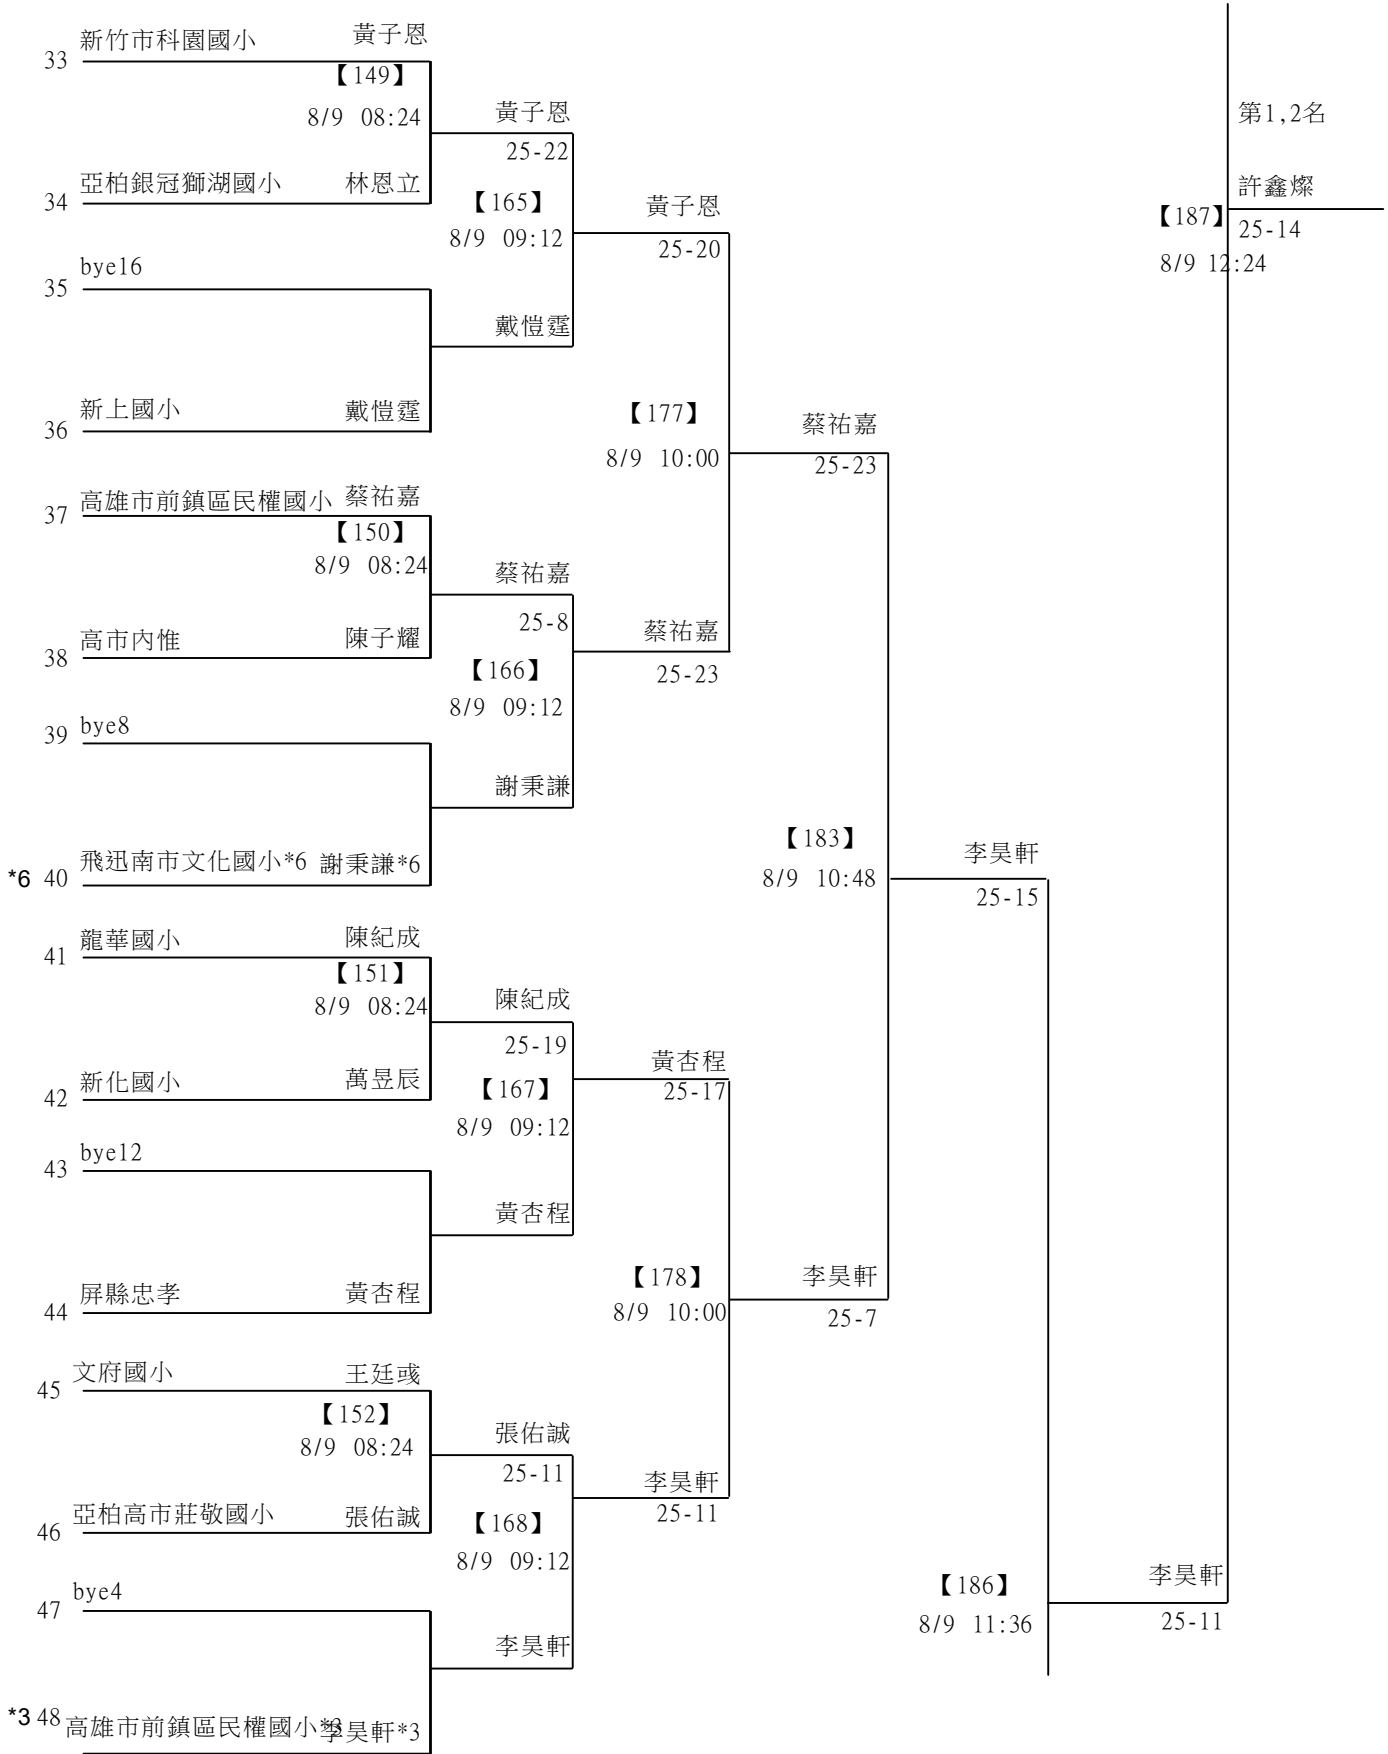 新竹市科園國小 黃子恩
33
【149】
8/9 08:24
黃子恩
25-22
亞柏銀冠獅湖國小 林恩立
34
【165】
8/9 09:12
黃子恩
25-20
bye16
35
戴愷霆
新上國小 戴愷霆
36
【177】
8/9 10:00
蔡祐嘉
25-23
高雄市前鎮區民權國小 蔡祐嘉
37
【150】
8/9 08:24
蔡祐嘉
25-8
高市內惟 陳子耀
38
【166】
8/9 09:12
蔡祐嘉
25-23
bye8
39
謝秉謙
飛迅南市文化國小*6 謝秉謙*6
*6 40
【183】
8/9 10:48
李昊軒
25-15
龍華國小 陳紀成
41
【151】
8/9 08:24
陳紀成
25-19
新化國小 萬昱辰
42
【167】
8/9 09:12
黃杏程
25-17
bye12
43
黃杏程
屏縣忠孝 黃杏程
44
【178】
8/9 10:00
李昊軒
25-7
文府國小 王廷彧
45
【152】
8/9 08:24
張佑誠
25-11
亞柏高市莊敬國小 張佑誠
46
【168】
8/9 09:12
李昊軒
25-11
bye4
47
李昊軒
*3 48
高雄市前鎮區民權國小*3 李昊軒*3
【186】
8/9 11:36
李昊軒
25-11
第1,2名
許鑫燦
【187】
25-14
8/9 12:24